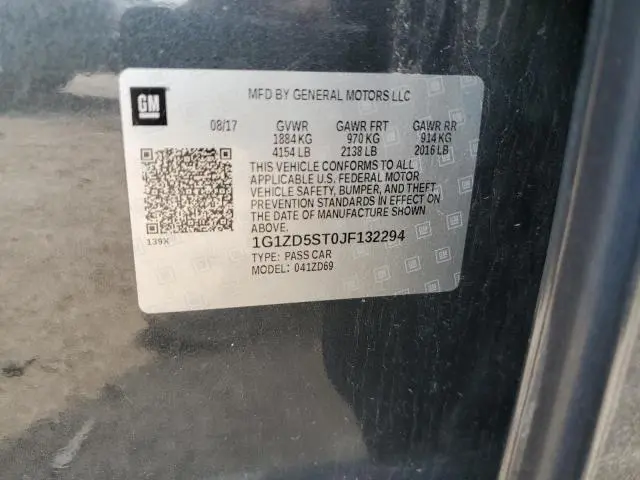 GM
MFD BY GENERAL MOTORS LLC
08/17 GVWR GAWR FRT GAWR RR
1884 KG 970 KG 914 KG
4154 LB 2138 LB 2016 LB
THIS VEHICLE CONFORMS TO ALL
APPLICABLE U.S. FEDERAL MOTOR
VEHICLE SAFETY, BUMPER, AND THEFT
PREVENTION STANDARDS IN EFFECT ON
THE DATE OF MANUFACTURE SHOWN
ABOVE.
139X
1G1ZD5ST0JF132294
TYPE: PASS CAR
MODEL: 041ZD69